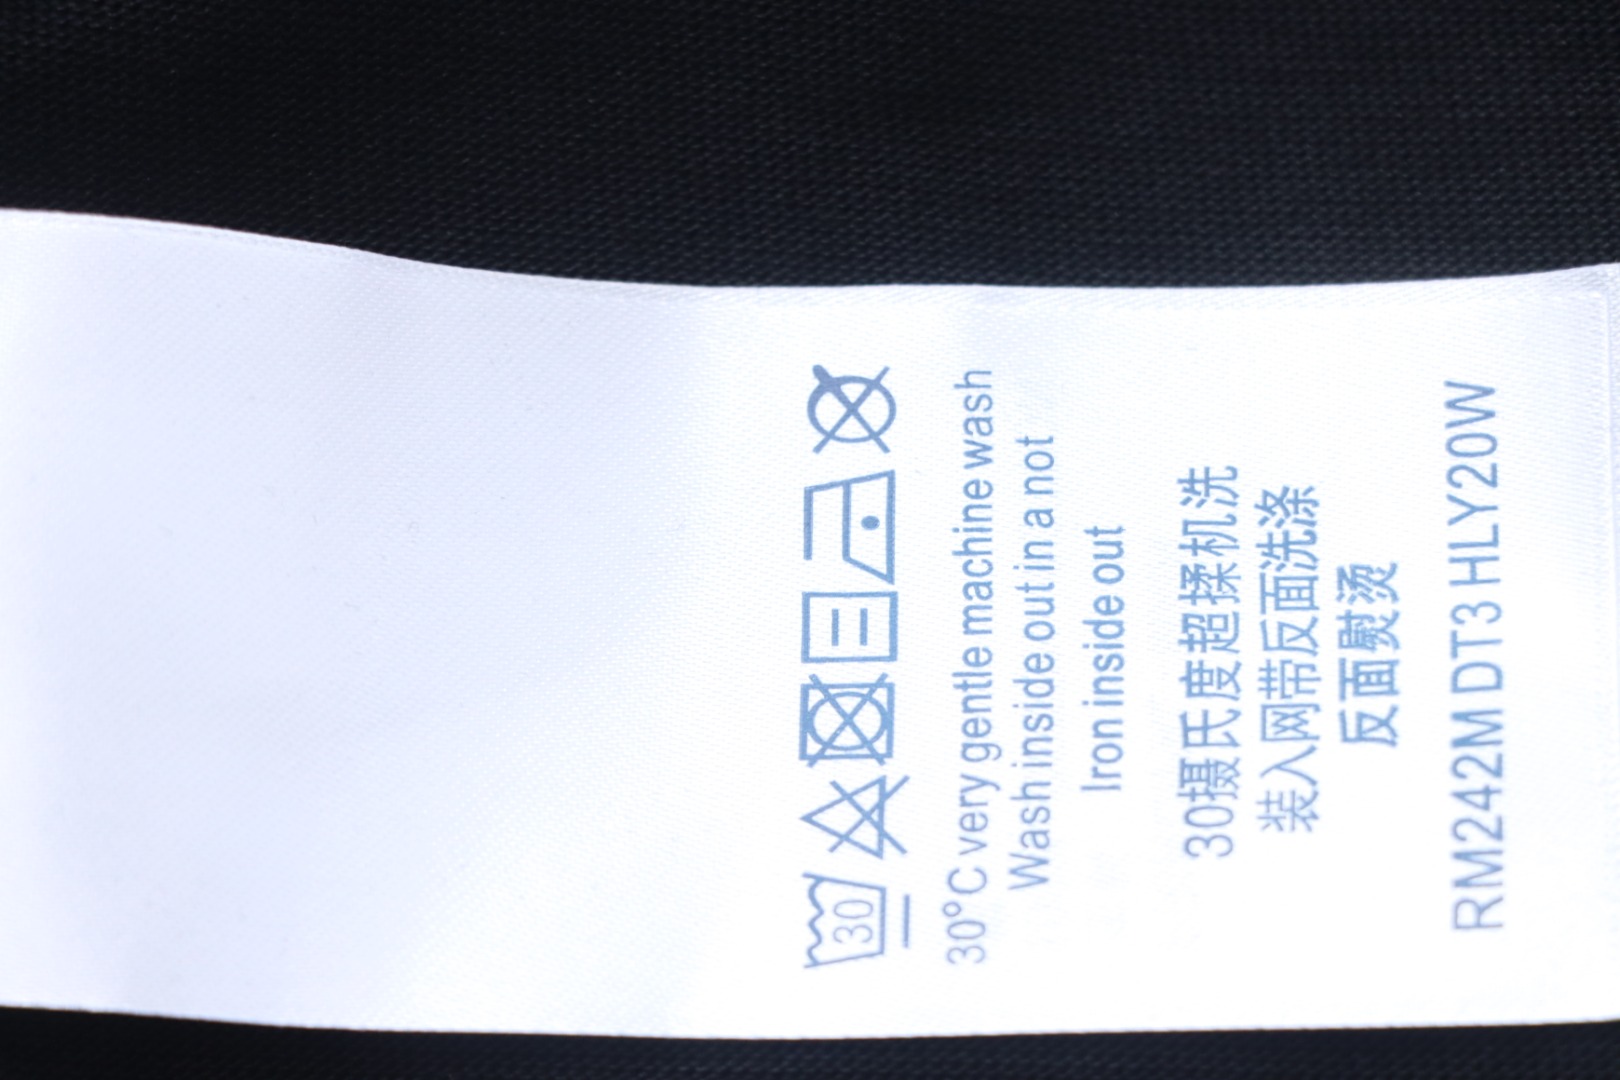 30
30°C very gentle machine wash
Wash inside out in a not
Iron inside out
30摄氏度超揉机洗
装入网带反面洗涤
反面熨烫
RM242M DT3 HLY20W